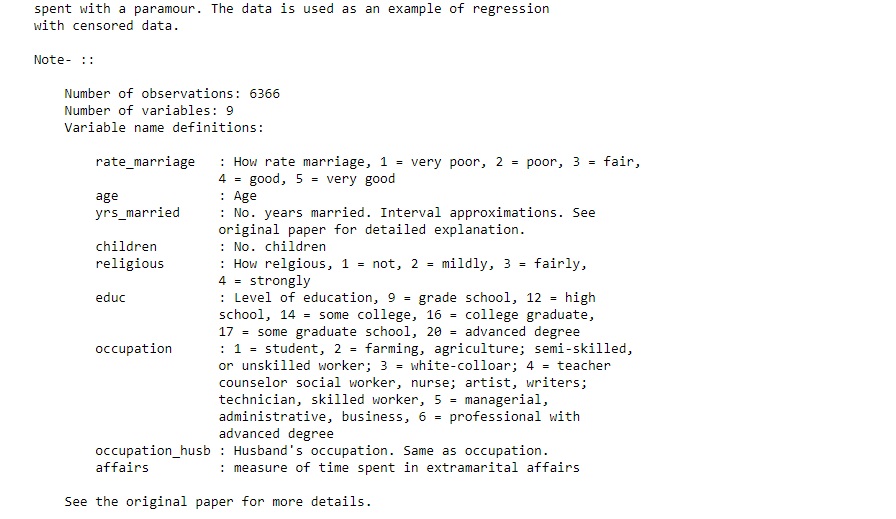 spent with a paramour. The data is used as an example of regression
with censored data.
Note- ::
Number of observations: 6366
Number of variables: 9
Variable name definitions:
rate_marriage : How rate marriage, 1 = very poor, 2 = poor, 3 = fair,
4 = good, 5 = very good
age : Age
yrs_married : No. years married. Interval approximations. See
original paper for detailed explanation.
children : No. children
religious : How relgious, 1 = not, 2 = mildly, 3 = fairly,
4 = strongly
educ : Level of education, 9 = grade school, 12 = high
school, 14 = some college, 16 = college graduate,
17 = some graduate school, 20 = advanced degree
occupation : 1 = student, 2 = farming, agriculture; semi-skilled,
or unskilled worker; 3 = white-colloar; 4 = teacher
counselor social worker, nurse; artist, writers;
technician, skilled worker, 5 = managerial,
administrative, business, 6 = professional with
advanced degree
occupation_husb : Husband's occupation. Same as occupation.
affairs : measure of time spent in extramarital affairs
See the original paper for more details.